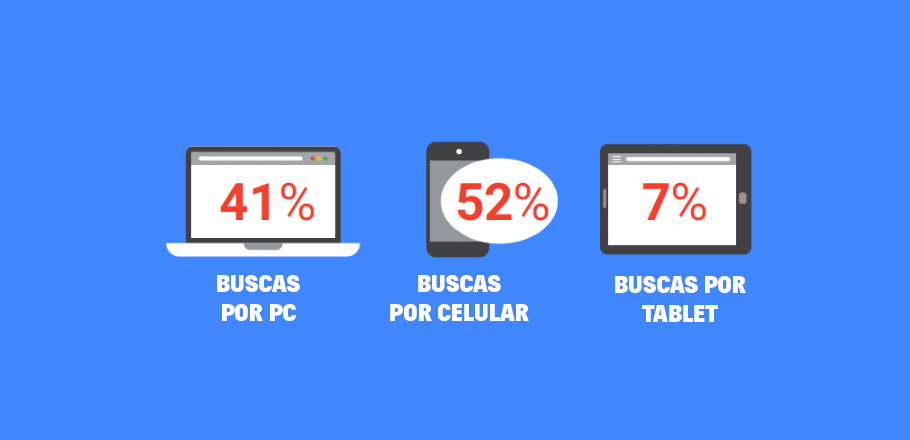 41%
52%
7%
BUSCAS
POR PC
BUSCAS
POR CELULAR
BUSCAS POR
TABLET